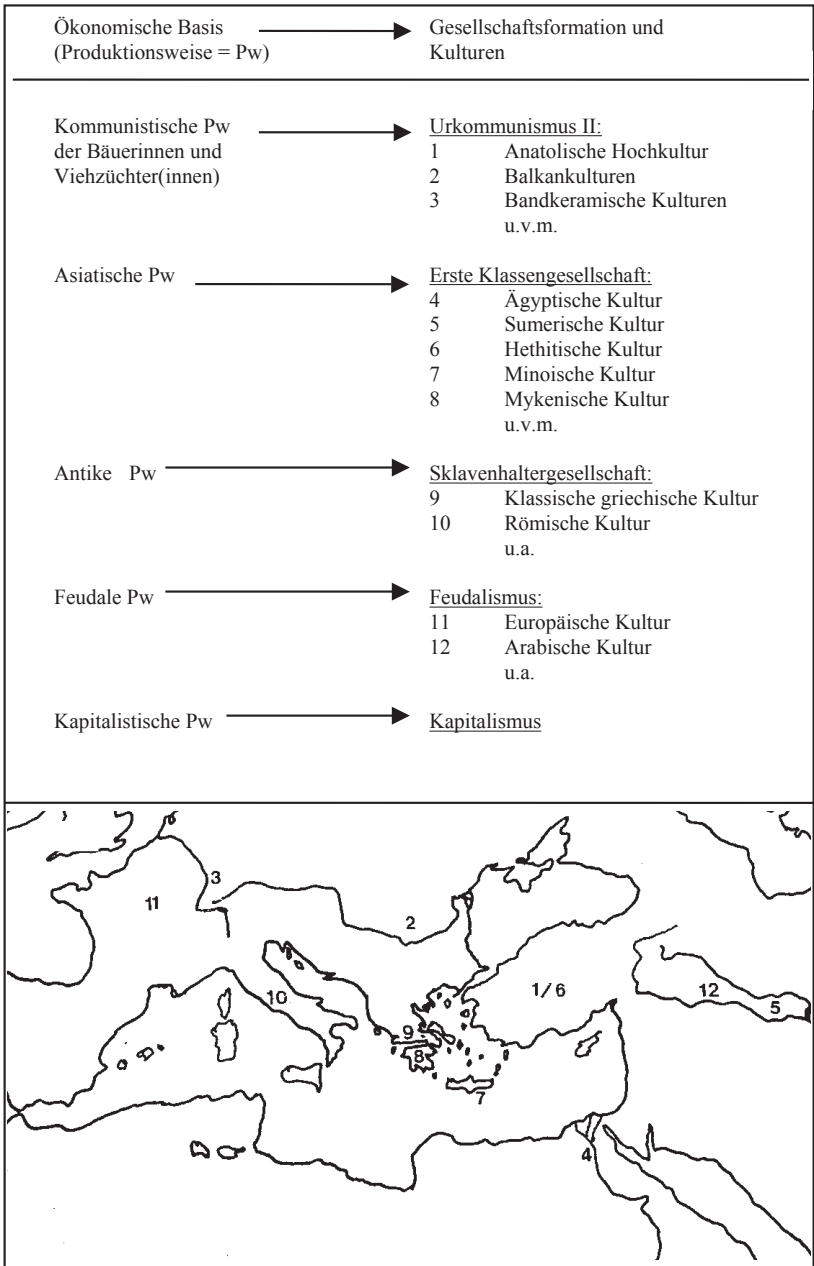 Ökonomische Basis Gesellschaftsformation und
(Produktionsweise = Pw) Kulturen
Kommunistische Pw Urkommunismus II:
der Bäuerinnen und 1 Anatolische Hochkultur
Viehzüchter(innen) 2 Balkankulturen
3 Bandkeramische Kulturen
u.v.m.
Asiatische Pw Erste Klassengesellschaft:
4 Ägyptische Kultur
5 Sumerische Kultur
6 Hethitische Kultur
7 Minoische Kultur
8 Mykenische Kultur
u.v.m.
Antike Pw Sklavenhaltergesellschaft:
9 Klassische griechische Kultur
10 Römische Kultur
u.a.
Feudale Pw Feudalismus:
11 Europäische Kultur
12 Arabische Kultur
u.a.
Kapitalistische Pw Kapitalismus
3
11
2
10
1/6
12
5
9
8
7
4